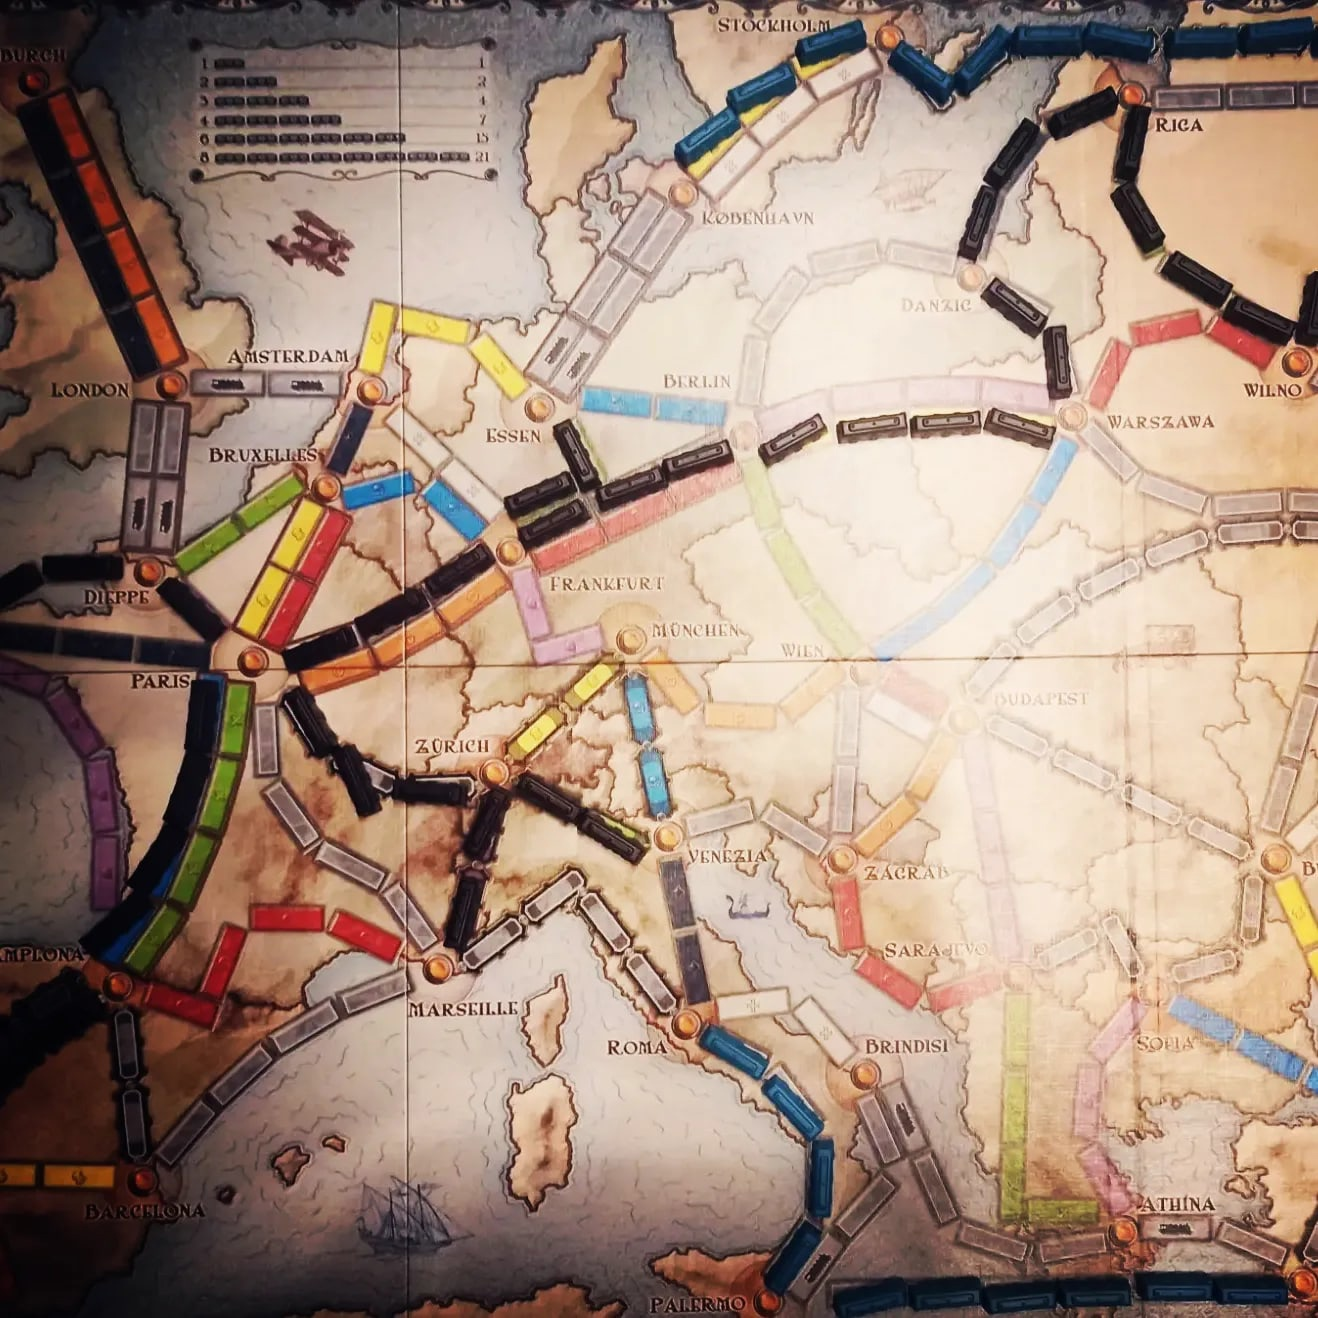 STOCKHOLM
BURCH
1 1
2 2
3 4
4 7
6 15
8 21
RIGA
KØBENHAVN
DANZIG
AMSTERDAM
LONDON
BERLIN
WILNO
ESSEN
WARSZAWA
BRUXELLES
DIEPPE
FRANKFURT
MÜNCHEN
WIEN
PARIS
BUDAPEST
ZÜRICH
VENEZIA
ZAGRAB
B
MPLONA
SARAJEVO
MARSEILLE
ROMA
BRINDISI
SOFIA
BARCELONA
ATHINA
PALERMO